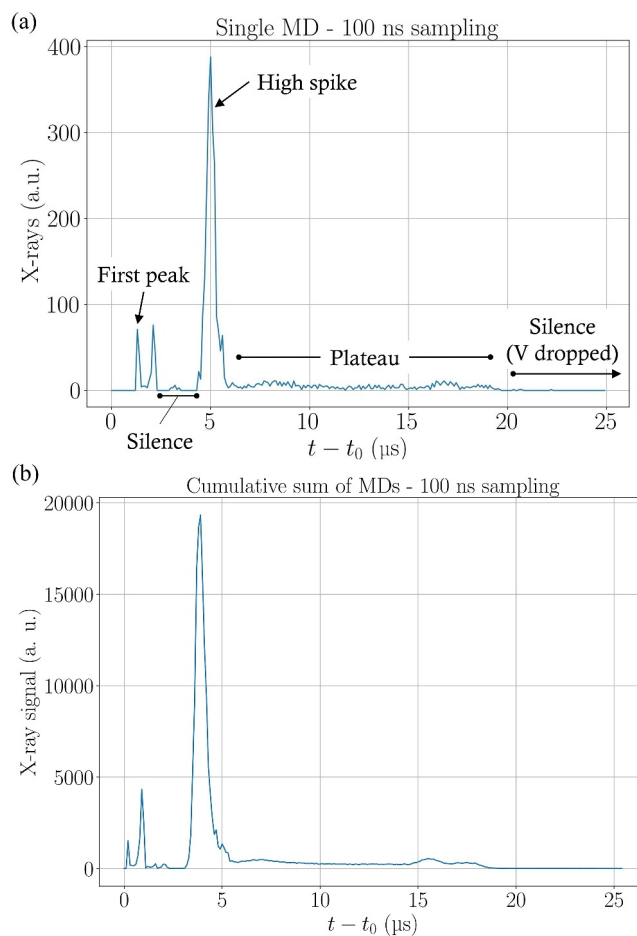 (a)
Single MD - 100 ns sampling
400
300
200
100
0
X-rays (a.u.)
High spike
First peak
Silence
Plateau
Silence
(V dropped)
0 5 10 15 20 25
t − t₀ (µs)
(b)
Cumulative sum of MDs - 100 ns sampling
20000
15000
10000
5000
0
X-ray signal (a. u.)
0 5 10 15 20 25
t − t₀ (µs)